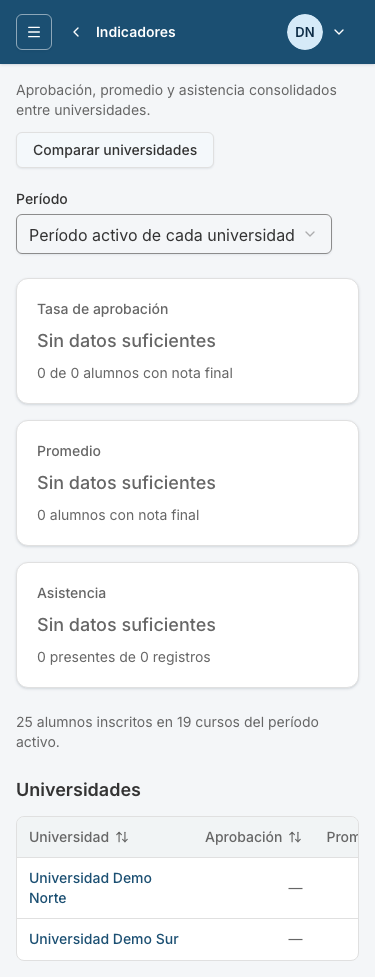 Indicadores
DN
Aprobación, promedio y asistencia consolidados
entre universidades.
Comparar universidades
Período
Período activo de cada universidad
Tasa de aprobación
Sin datos suficientes
0 de 0 alumnos con nota final
Promedio
Sin datos suficientes
0 alumnos con nota final
Asistencia
Sin datos suficientes
0 presentes de 0 registros
25 alumnos inscritos en 19 cursos del período
activo.
Universidades
Universidad Aprobación Prom
Universidad Demo
Norte
—
Universidad Demo Sur —